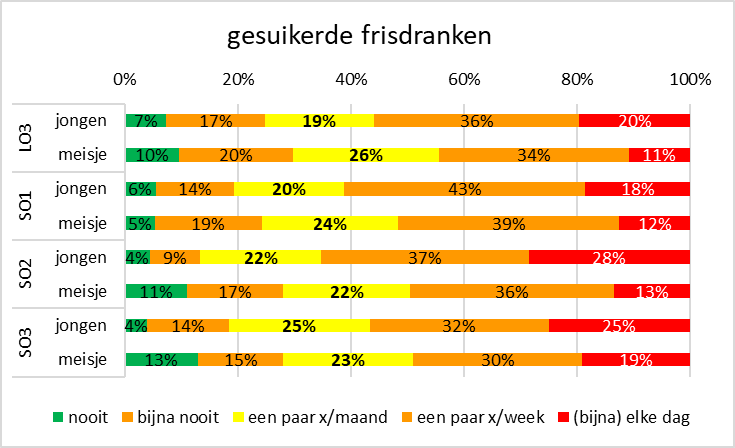 gesuikerde frisdranken
0% 20% 40% 60% 80% 100%
LO3
jongen 7% 17% 19% 36% 20%
meisje 10% 20% 26% 34% 11%
SO1
jongen 6% 14% 20% 43% 18%
meisje 5% 19% 24% 39% 12%
SO2
jongen 4% 9% 22% 37% 28%
meisje 11% 17% 22% 36% 13%
SO3
jongen 4% 14% 25% 32% 25%
meisje 13% 15% 23% 30% 19%
nooit bijna nooit een paar x/maand een paar x/week (bijna) elke dag